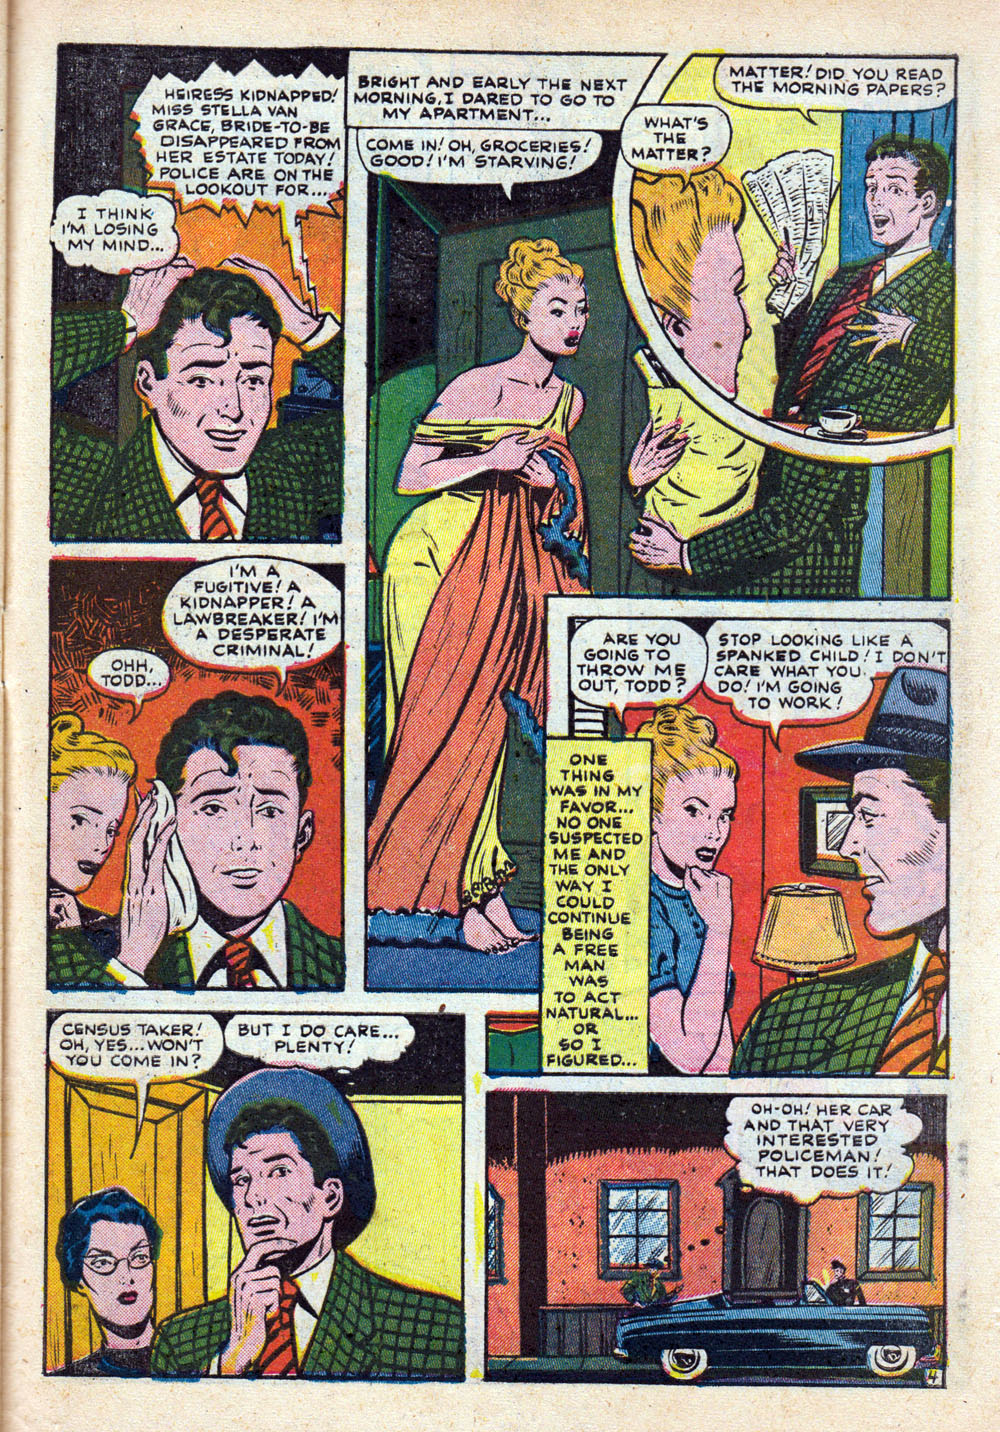 HEIRESS KIDNAPPED!
MISS STELLA VAN
GRACE, BRIDE-TO-BE
DISAPPEARED FROM
HER ESTATE TODAY!
POLICE ARE ON THE
LOOKOUT FOR...
I THINK
I'M LOSING
MY MIND...
BRIGHT AND EARLY THE NEXT
MORNING, I DARED TO GO TO
MY APARTMENT...
COME IN! OH, GROCERIES!
GOOD! I'M STARVING!
WHAT'S
THE
MATTER?
MATTER! DID YOU READ
THE MORNING PAPERS?
OHH,
TODD...
I'M A
FUGITIVE! A
KIDNAPPER! A
LAWBREAKER! I'M
A DESPERATE
CRIMINAL!
ONE
THING
WAS IN MY
FAVOR...
NO ONE
SUSPECTED
ME AND
THE ONLY
WAY I
COULD
CONTINUE
BEING
A FREE
MAN
WAS
TO ACT
NATURAL...
OR
SO I
FIGURED...
ARE YOU
GOING TO
THROW ME
OUT, TODD?
STOP LOOKING LIKE A
SPANKED CHILD! I DON'T
CARE WHAT YOU
DO! I'M GOING
TO WORK!
CENSUS TAKER!
OH, YES... WON'T
YOU COME IN?
BUT I DO CARE...
PLENTY!
OH-OH! HER CAR
AND THAT VERY
INTERESTED
POLICEMAN!
THAT DOES IT!
4